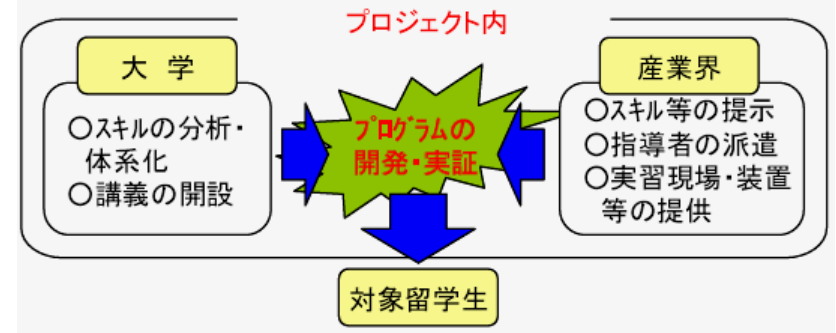 プロジェクト内
大 学
○スキルの分析・
体系化
○講義の開設
プログラムの
開発・実証
産業界
○スキル等の提示
○指導者の派遣
○実習現場・装置
等の提供
対象留学生